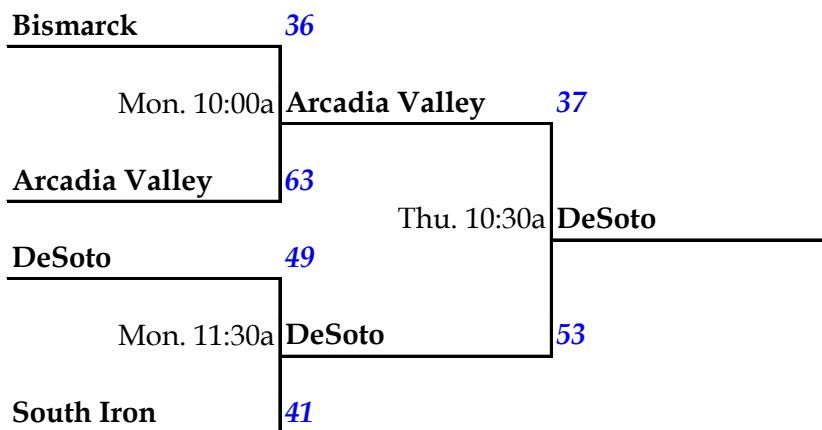 Bismarck 36
Mon. 10:00a Arcadia Valley 37
Arcadia Valley 63
Thu. 10:30a DeSoto
DeSoto 49
Mon. 11:30a DeSoto 53
South Iron 41